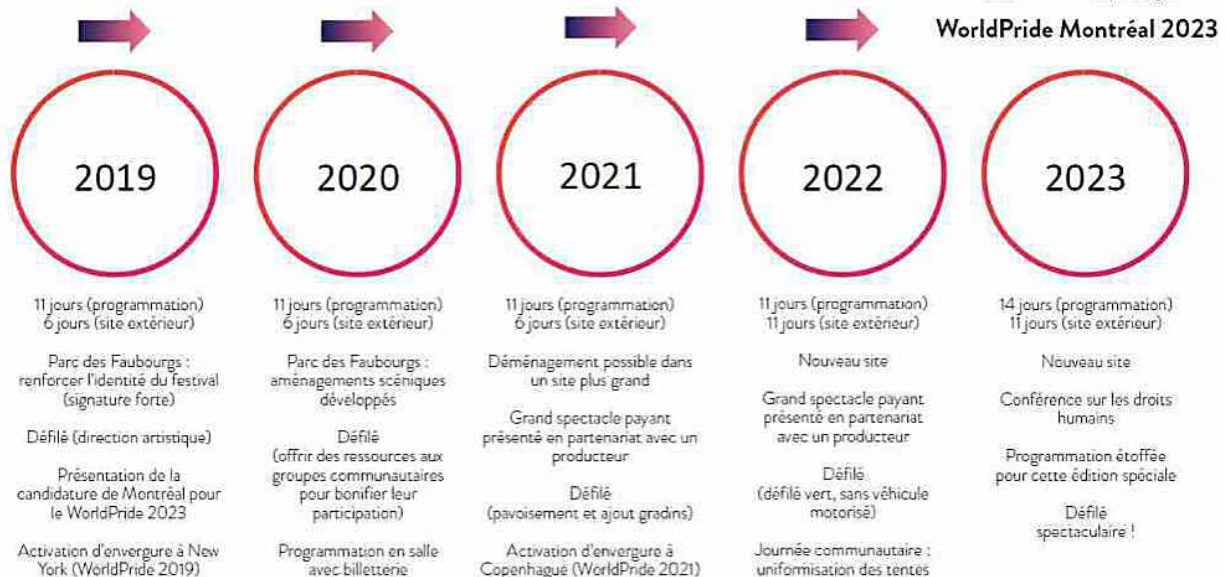 WorldPride Montréal 2023
2019
11 jours (programmation)
6 jours (site extérieur)
Parc des Faubourgs :
renforcer l'identité du festival
(signature forte)
Défilé (direction artistique)
Présentation de la
candidature de Montréal pour
le WorldPride 2023
Activation d'envergure à New
York (WorldPride 2019)
2020
11 jours (programmation)
6 jours (site extérieur)
Parc des Faubourgs :
aménagements scéniques
développés
Défilé
(offrir des ressources aux
groupes communautaires
pour bonifier leur
participation)
Programmation en salle
avec billetterie
2021
11 jours (programmation)
6 jours (site extérieur)
Déménagement possible dans
un site plus grand
Grand spectacle payant
présenté en partenariat avec un
producteur
Défilé
(pavoisement et ajout gradins)
Activation d'envergure à
Copenhague (WorldPride 2021)
2022
11 jours (programmation)
11 jours (site extérieur)
Nouveau site
Grand spectacle payant
présenté en partenariat
avec un producteur
Défilé
(défilé vert, sans véhicule
motorisé)
Journée communautaire :
uniformisation des tentes
2023
14 jours (programmation)
11 jours (site extérieur)
Nouveau site
Conférence sur les droits
humains
Programmation étoffée
pour cette édition spéciale
Défilé
spectaculaire !